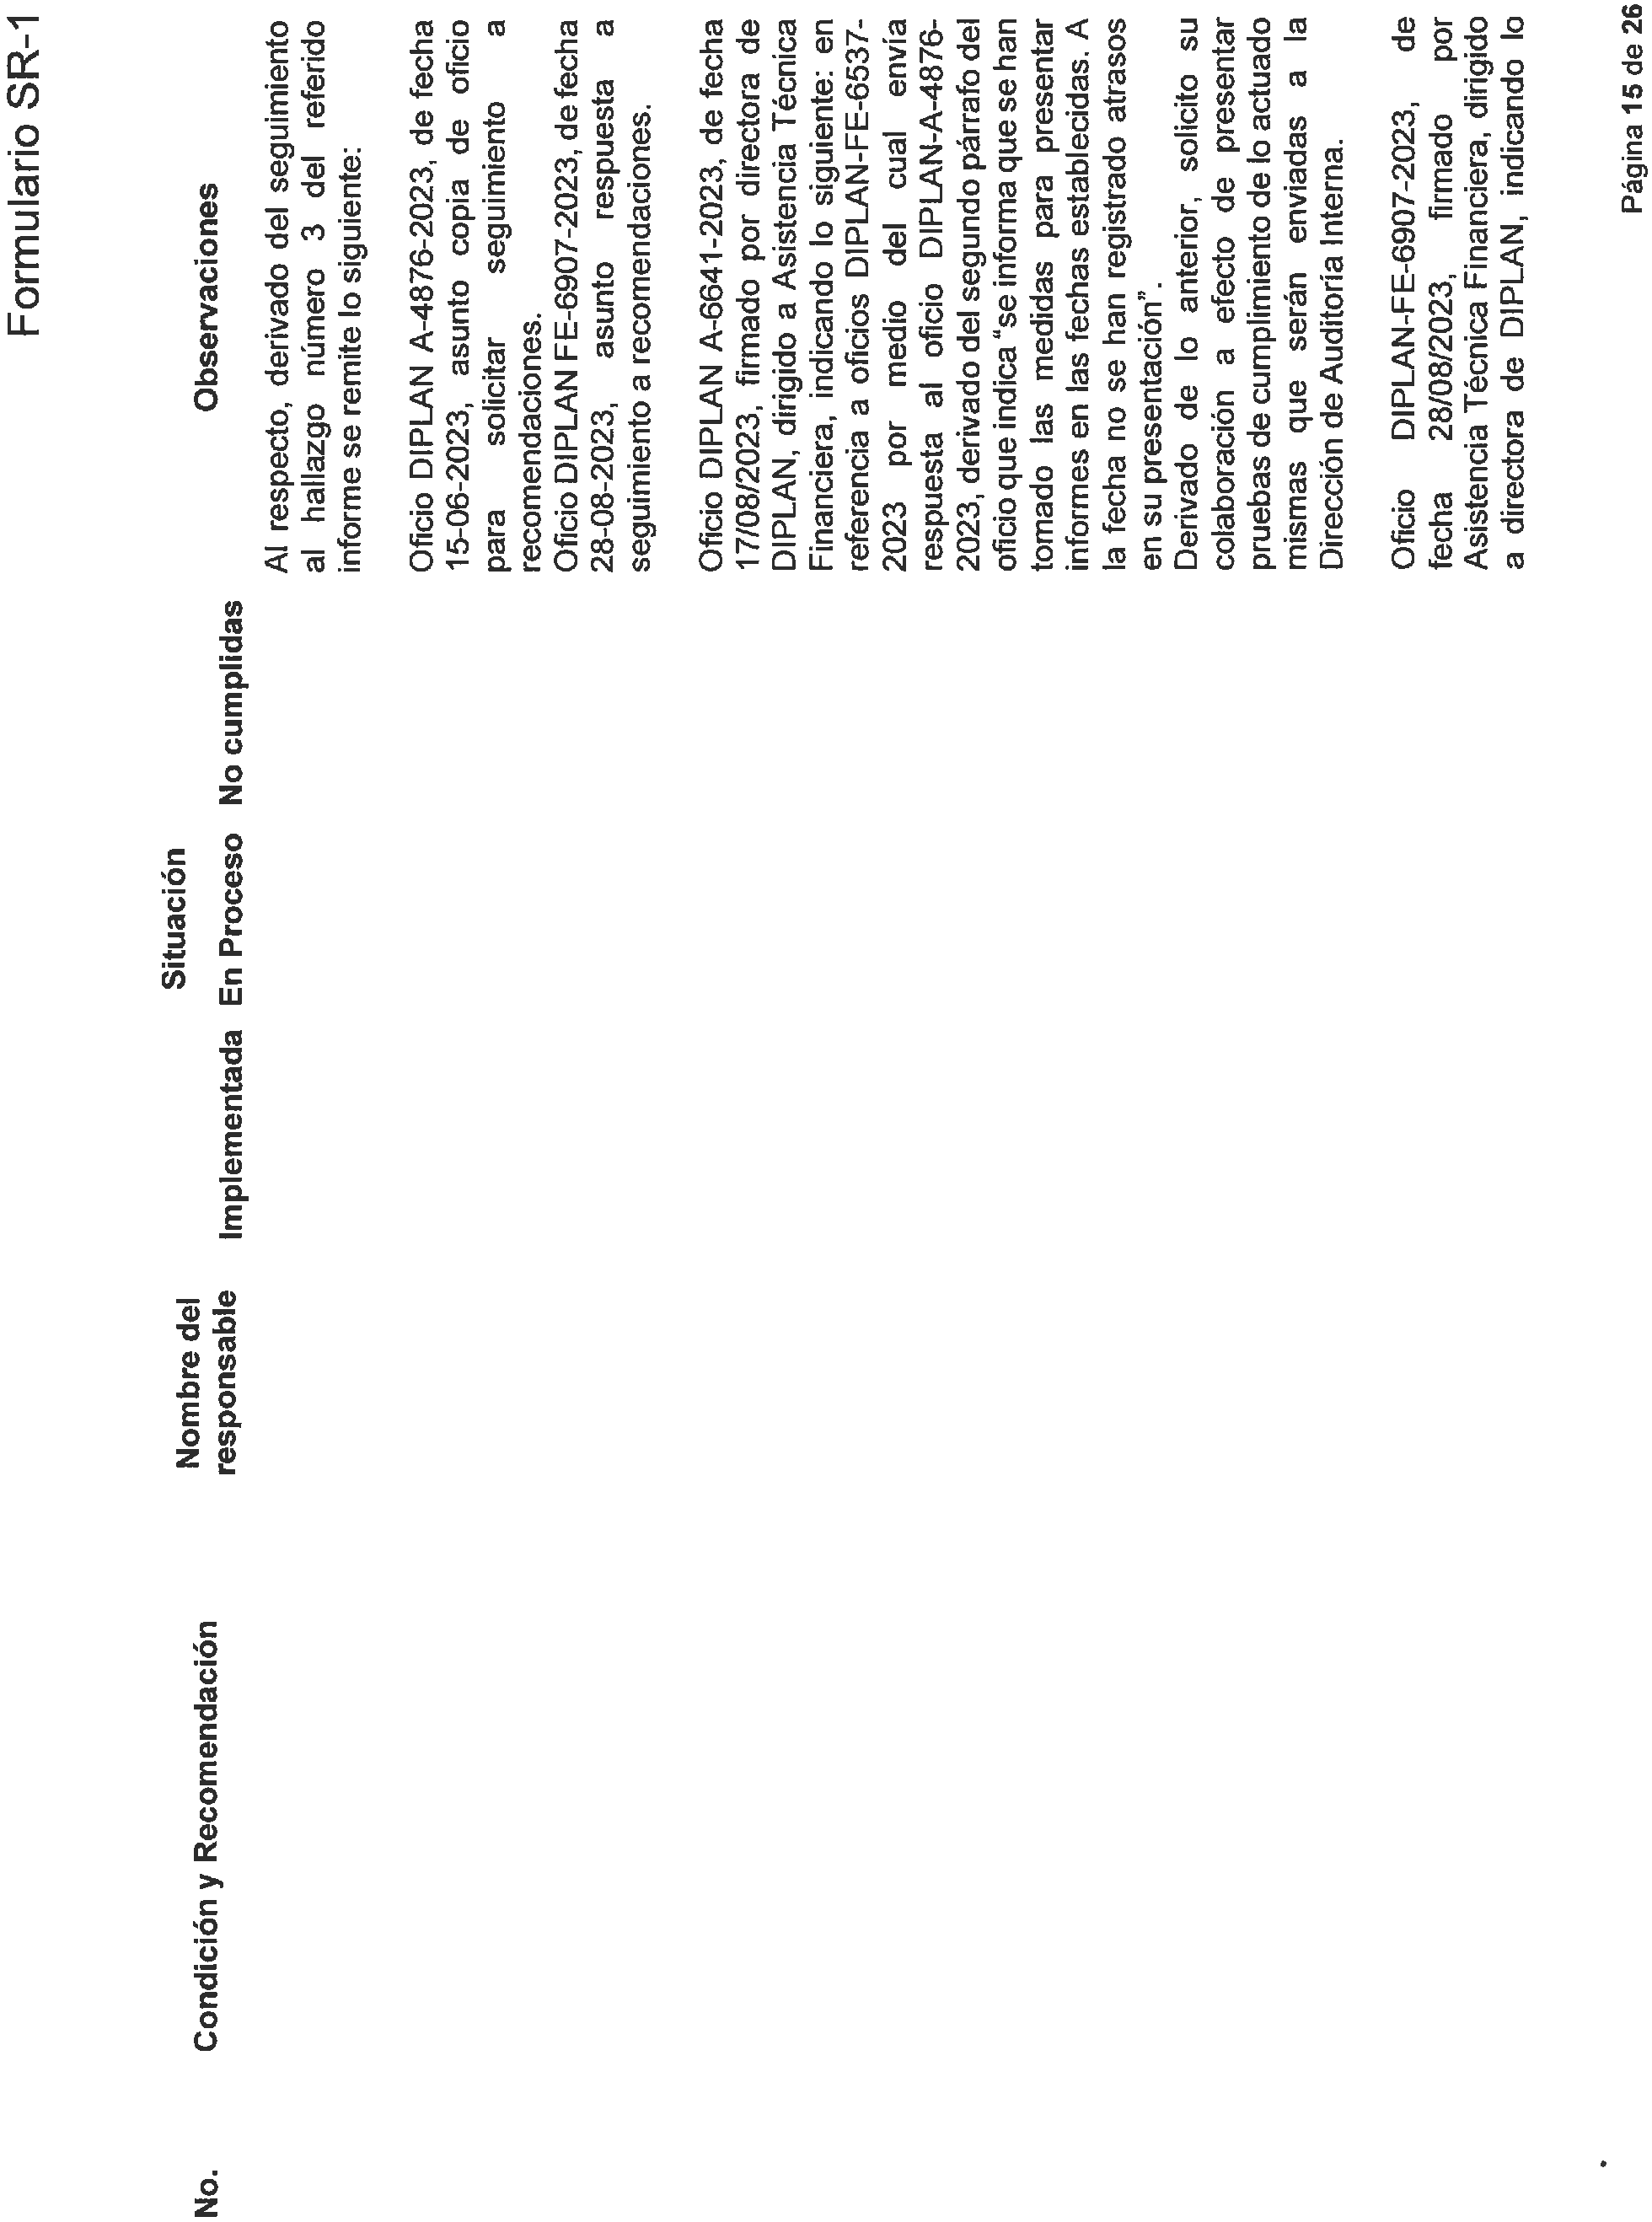 Formulario SR-1
No.
Condición y Recomendación
Nombre del
responsable
Situación
Implementada
En Proceso
No cumplidas
Observaciones
Al respecto, derivado del seguimiento
al hallazgo número 3 del referido
informe se remite lo siguiente:
Oficio DIPLAN A-4876-2023, de fecha
15-06-2023, asunto copia de oficio
para solicitar seguimiento a
recomendaciones.
Oficio DIPLAN FE-6907-2023, de fecha
28-08-2023, asunto respuesta a
seguimiento a recomendaciones.
Oficio DIPLAN A-6641-2023, de fecha
17/08/2023, firmado por directora de
DIPLAN, dirigido a Asistencia Técnica
Financiera, indicando lo siguiente: en
referencia a oficios DIPLAN-FE-6537-
2023 por medio del cual envía
respuesta al oficio DIPLAN-A-4876-
2023, derivado del segundo párrafo del
oficio que indica “se informa que se han
tomado las medidas para presentar
informes en las fechas establecidas. A
la fecha no se han registrado atrasos
en su presentación”.
Derivado de lo anterior, solicito su
colaboración a efecto de presentar
pruebas de cumplimiento de lo actuado
mismas que serán enviadas a la
Dirección de Auditoría Interna.
Oficio DIPLAN-FE-6907-2023, de
fecha 28/08/2023, firmado por
Asistencia Técnica Financiera, dirigido
a directora de DIPLAN, indicando lo
Página 15 de 26